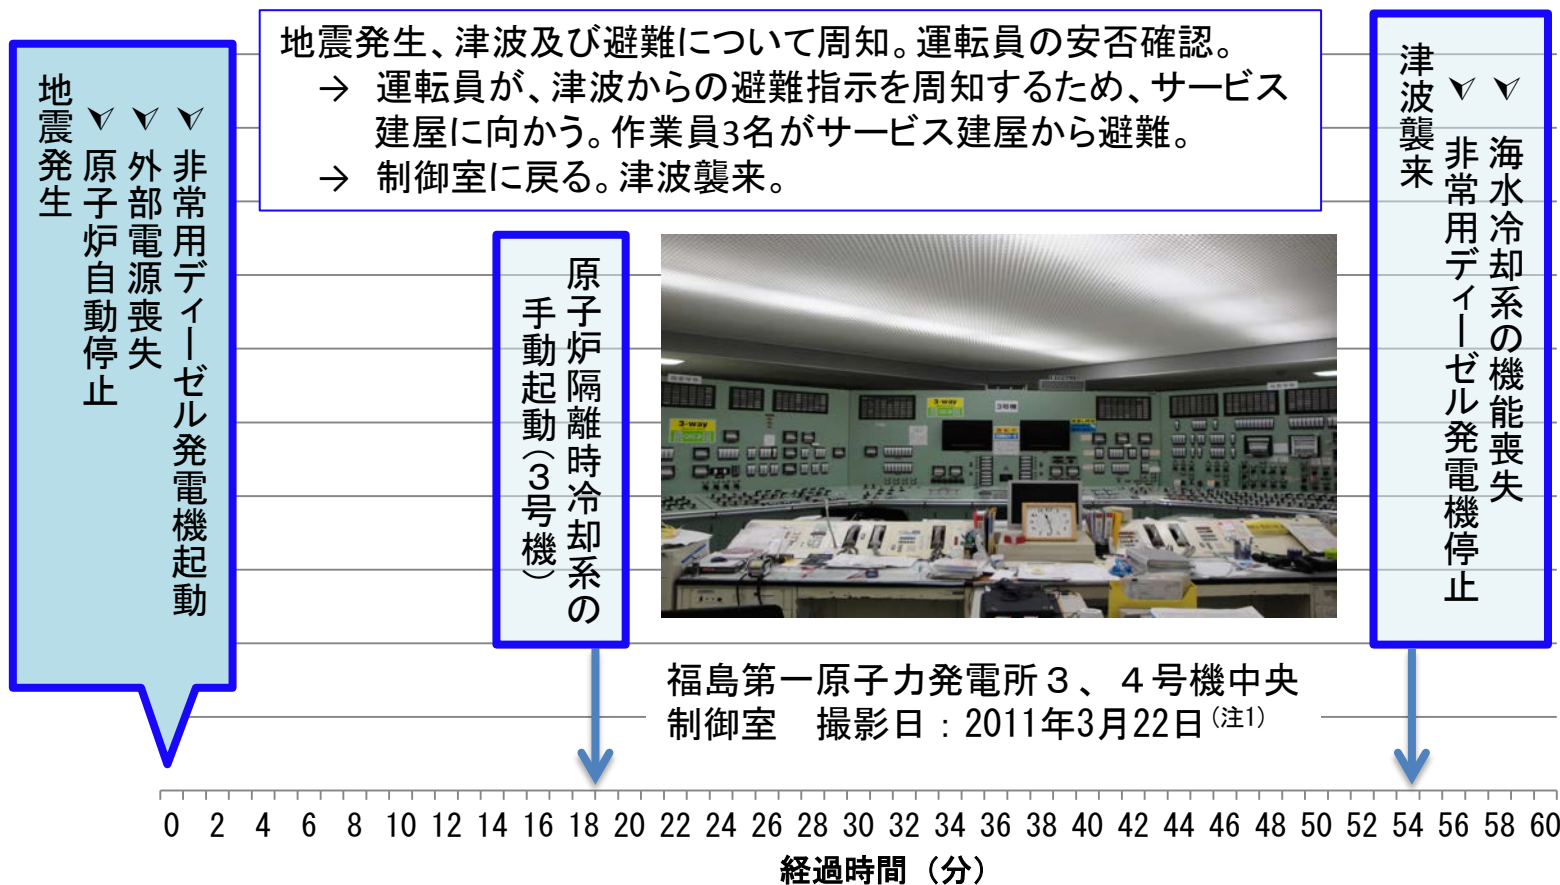 地震発生
⮚ 原子炉自動停止
⮚ 外部電源喪失
⮚ 非常用ディーゼル発電機起動
地震発生、津波及び避難について周知。運転員の安否確認。
→ 運転員が、津波からの避難指示を周知するため、サービス
建屋に向かう。作業員3名がサービス建屋から避難。
→ 制御室に戻る。津波襲来。
原子炉隔離時冷却系の
手動起動(３号機)
3-way
3-way
3号機
津波襲来
⮚ 海水冷却系の機能喪失
⮚ 非常用ディーゼル発電機停止
福島第一原子力発電所３、４号機中央
制御室　撮影日：2011年3月22日(注1)
0 2 4 6 8 10 12 14 16 18 20 22 24 26 28 30 32 34 36 38 40 42 44 46 48 50 52 54 56 58 60
経過時間（分）